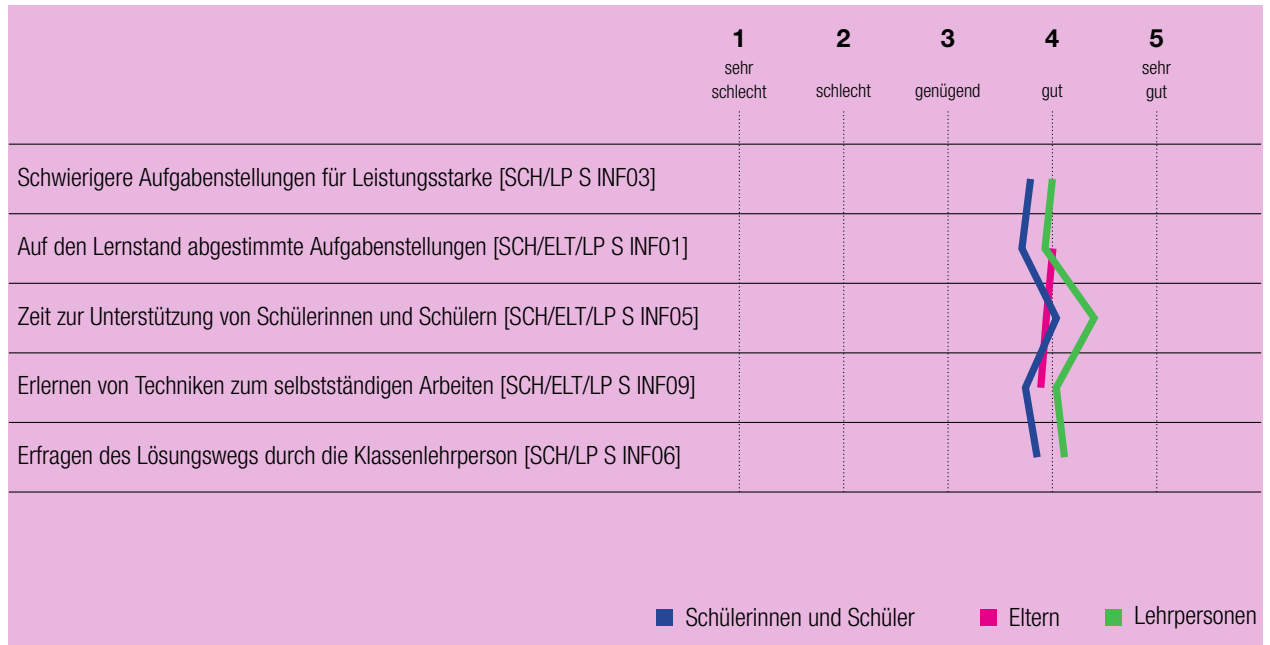 1 2 3 4 5
sehr schlecht schlecht genügend gut sehr gut
Schwierigere Aufgabenstellungen für Leistungsstarke [SCH/LP S INF03]
Auf den Lernstand abgestimmte Aufgabenstellungen [SCH/ELT/LP S INF01]
Zeit zur Unterstützung von Schülerinnen und Schülern [SCH/ELT/LP S INF05]
Erlernen von Techniken zum selbstständigen Arbeiten [SCH/ELT/LP S INF09]
Erfragen des Lösungswegs durch die Klassenlehrperson [SCH/LP S INF06]
Schülerinnen und Schüler Eltern Lehrpersonen